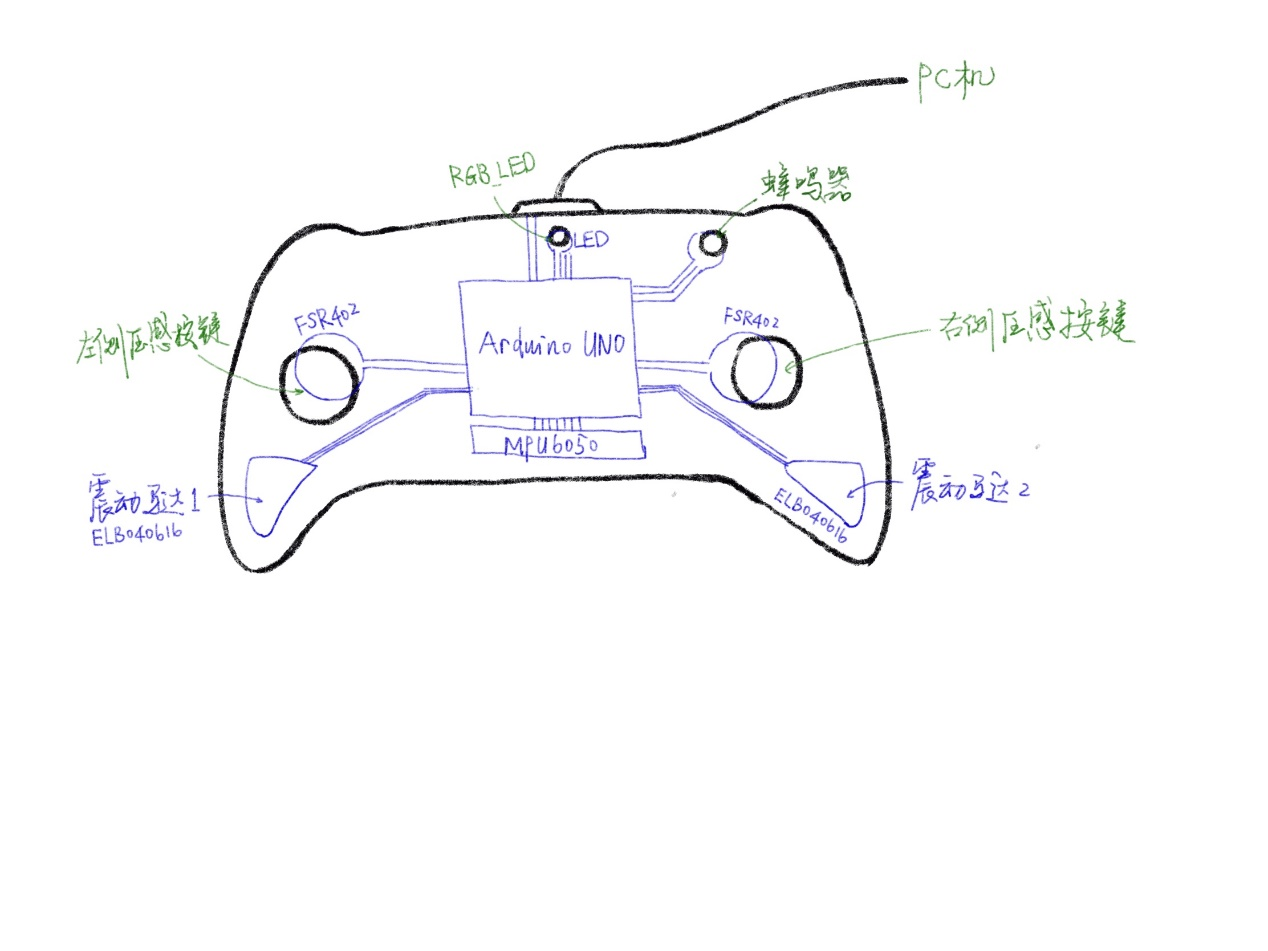 PC机
RGB_LED
蜂鸣器
LED
FSR402
左侧压感按键
Arduino UNO
FSR402
右侧压感按键
MPU6050
震动马达1
ELB040616
震动马达2
ELB040616